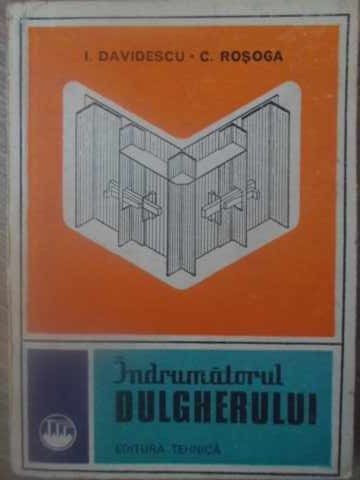 I. DAVIDESCU • C. ROȘOGA
Îndrumătorul
DULGHERULUI
EDITURA TEHNICĂ